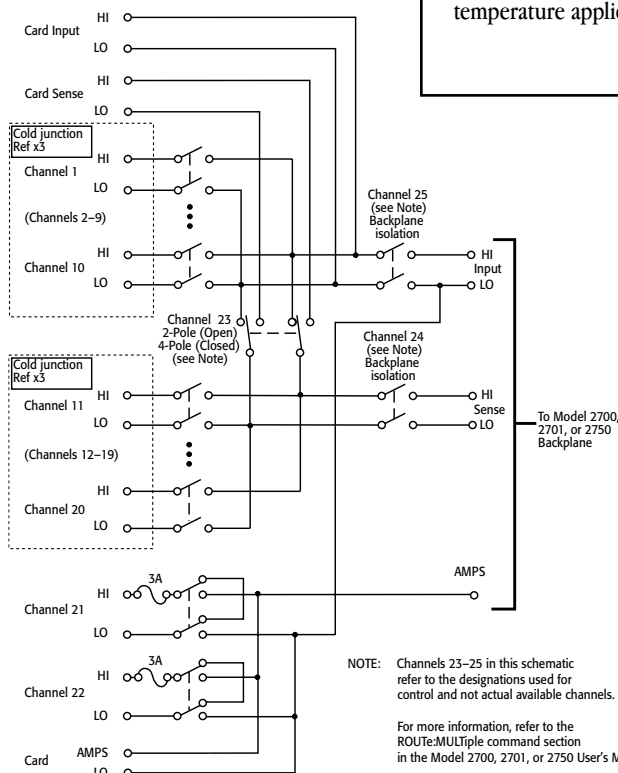 temperature applic
HI
Card Input
LO
HI
Card Sense
LO
Cold junction
Ref x3
HI
Channel 1
LO
(Channels 2–9)
HI
Channel 10
LO
Channel 25
(see Note)
Backplane
isolation
HI
Input
LO
Channel 23
2-Pole (Open)
4-Pole (Closed)
(see Note)
Channel 24
(see Note)
Backplane
isolation
Cold junction
Ref x3
HI
Channel 11
LO
(Channels 12–19)
HI
Channel 20
LO
HI
Sense
LO
To Model 2700,
2701, or 2750
Backplane
AMPS
3A
HI
Channel 21
LO
3A
HI
Channel 22
LO
AMPS
Card
LO
NOTE: Channels 23–25 in this schematic
refer to the designations used for
control and not actual available channels.
For more information, refer to the
ROUTe:MULTiple command section
in the Model 2700, 2701, or 2750 User's M